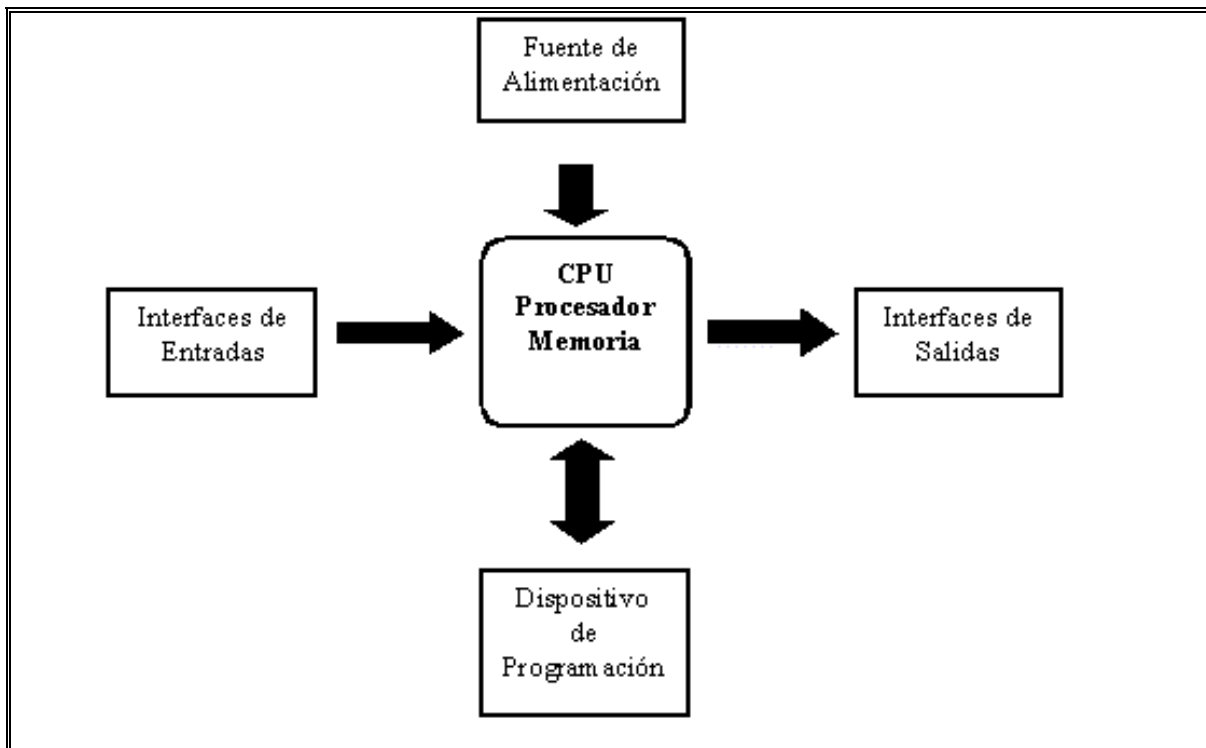 Fuente de
Alimentación
CPU
Procesador
Memoria
Interfaces de
Entradas
Interfaces de
Salidas
Dispositivo
de
Programación